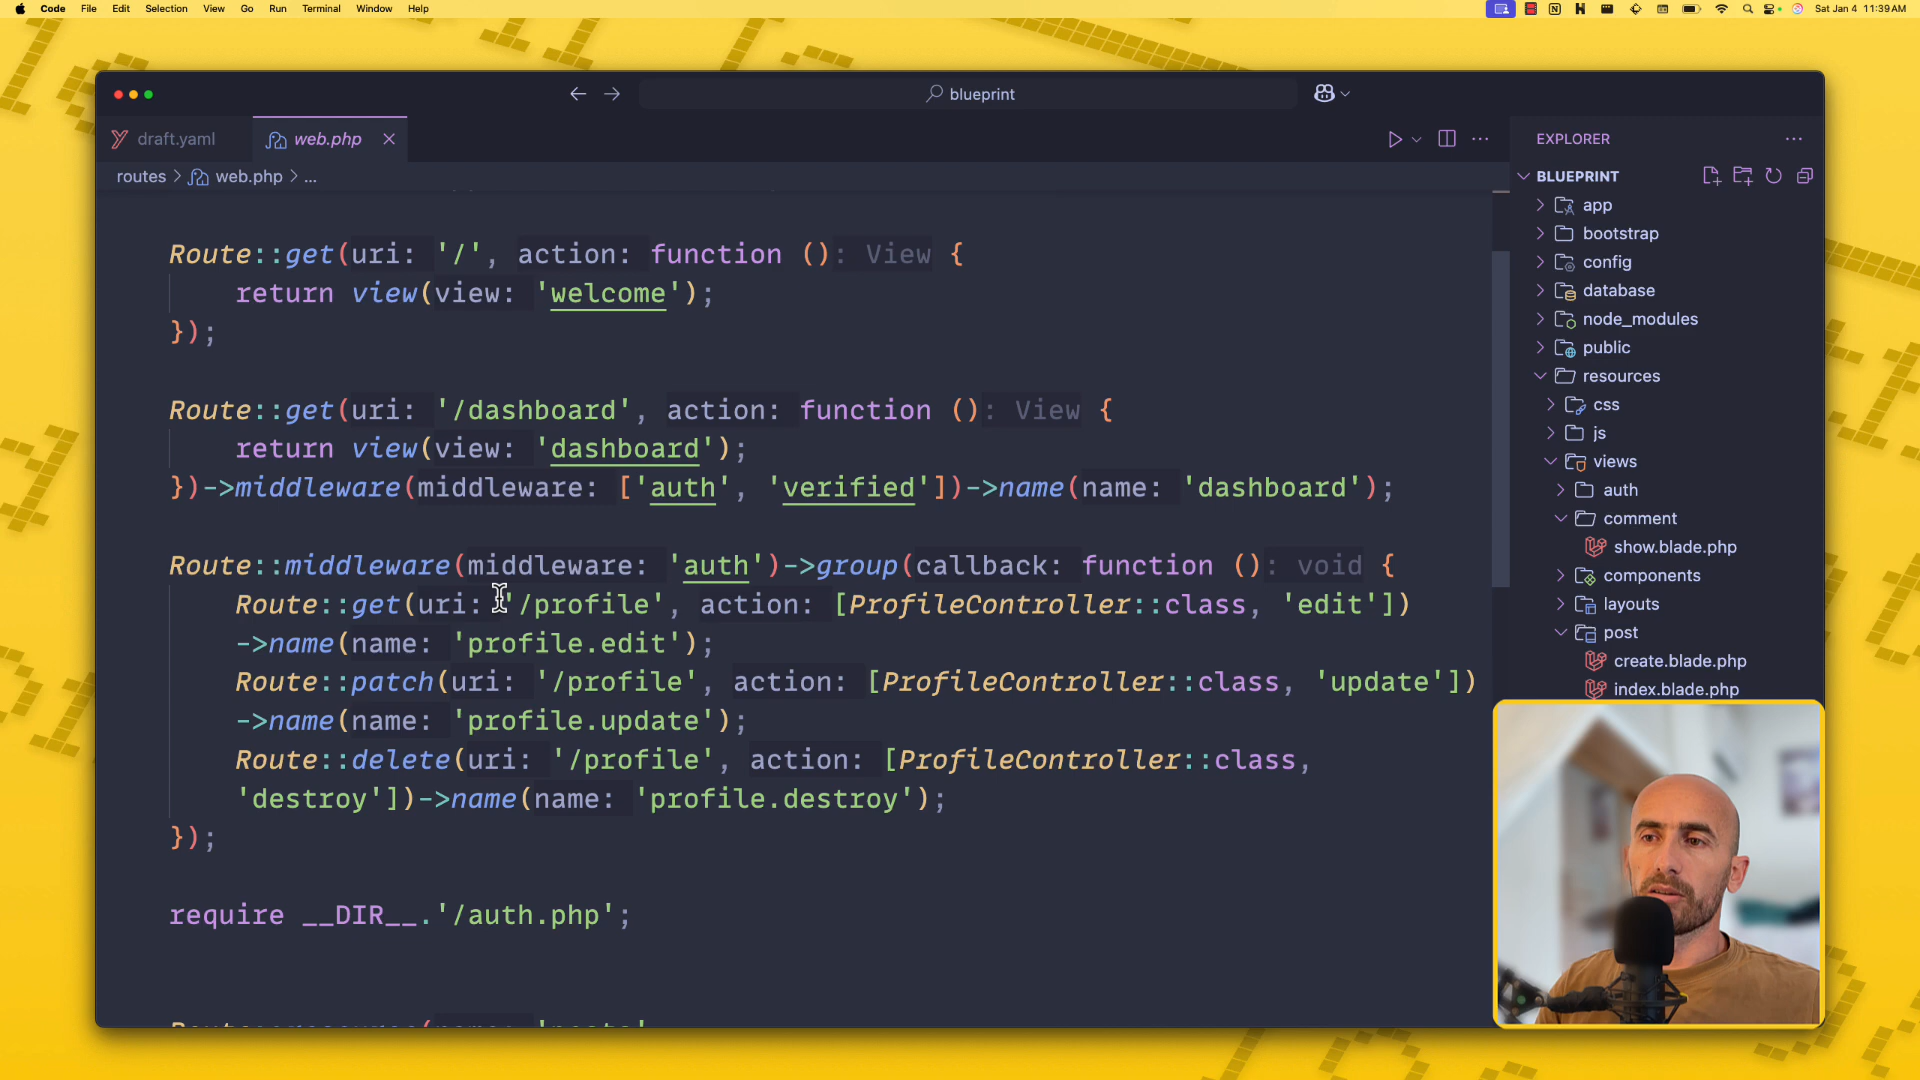 Code File Edit Selection View Go Run Terminal Window Help
Sat Jan 4 11:39 AM
blueprint
draft.yaml
web.php
routes > web.php > ...
Route::get(uri: '/', action: function (): View {
return view(view: 'welcome');
});
Route::get(uri: '/dashboard', action: function (): View {
return view(view: 'dashboard');
})->middleware(middleware: ['auth', 'verified'])->name(name: 'dashboard');
Route::middleware(middleware: 'auth')->group(callback: function (): void {
Route::get(uri: '/profile', action: [ProfileController::class, 'edit'])
->name(name: 'profile.edit');
Route::patch(uri: '/profile', action: [ProfileController::class, 'update'])
->name(name: 'profile.update');
Route::delete(uri: '/profile', action: [ProfileController::class,
'destroy'])->name(name: 'profile.destroy');
});
require __DIR__.'/auth.php';
EXPLORER
BLUEPRINT
app
bootstrap
config
database
node_modules
public
resources
css
js
views
auth
comment
show.blade.php
components
layouts
post
create.blade.php
index.blade.php